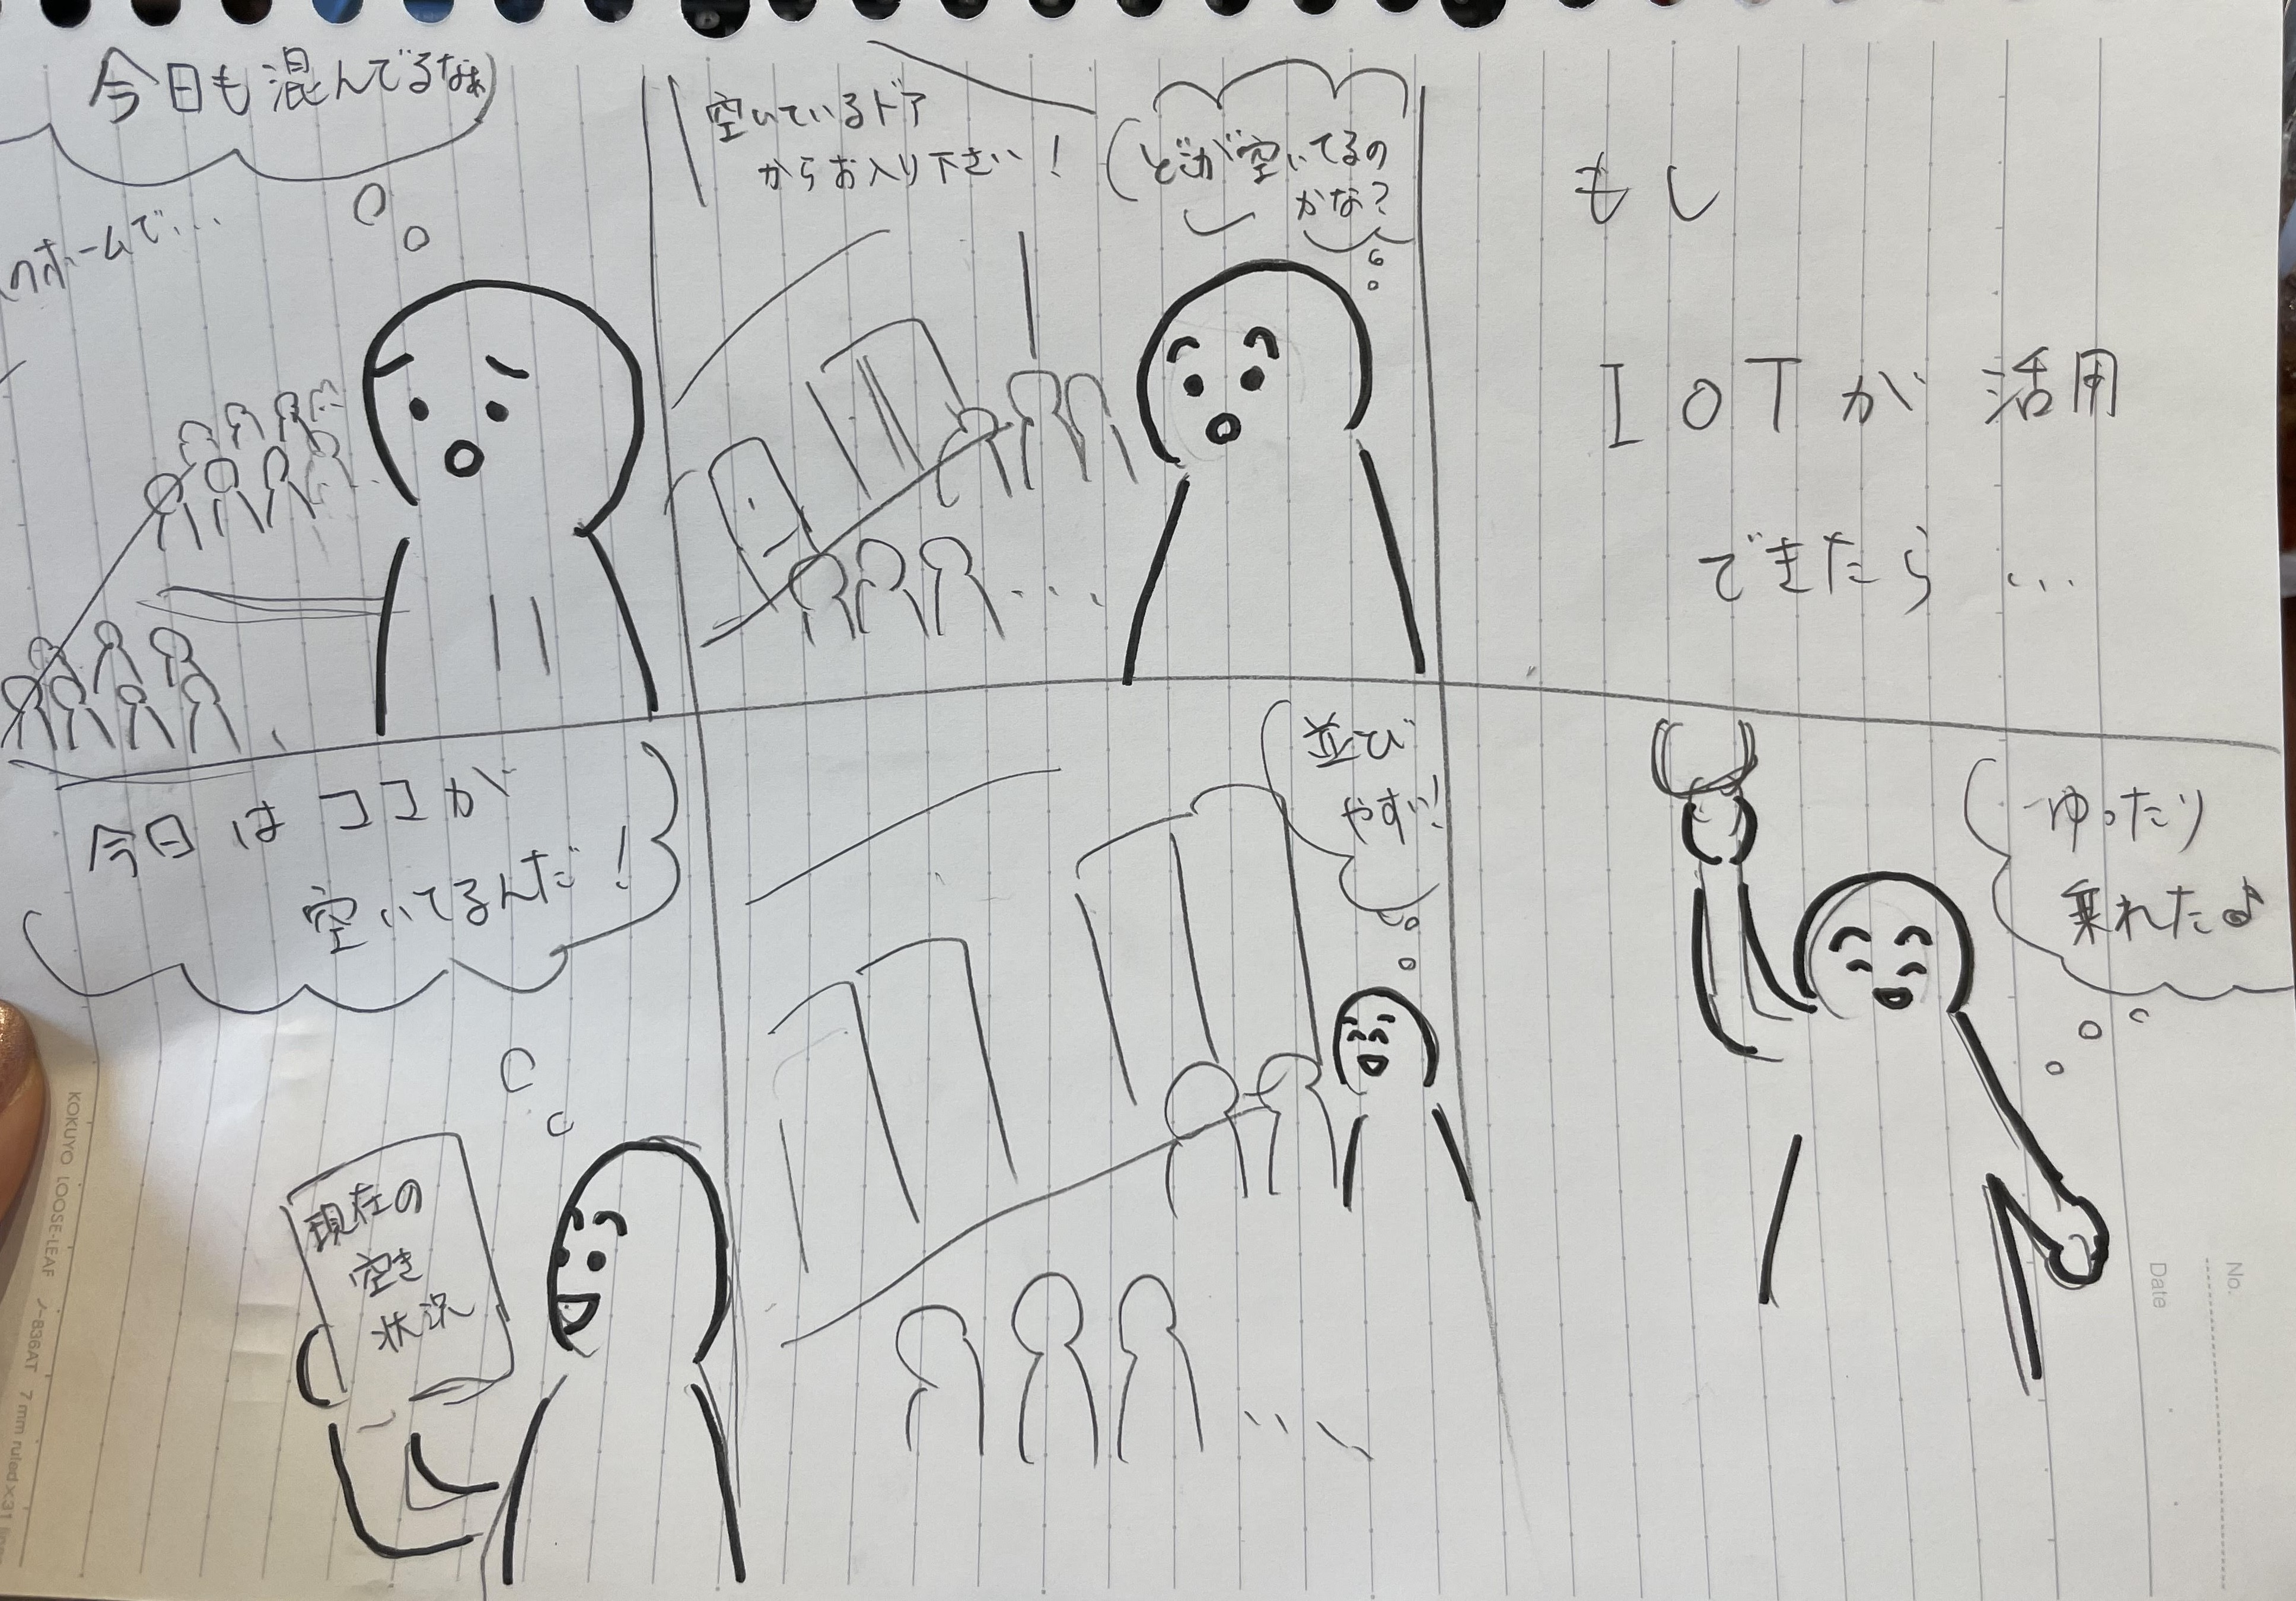 今日も混んでるなぁ
のホームで...
空いているドア
からお入り下さい!
どこが空いてるの
かな?
もし
IOTが活用
できたら...
今日はココが
空いてるんだ!
現在の
空き
状況
並び
やすい!
ゆったり
乗れた♪
KOKUYO LOOSE-LEAF ノ-836AT 7 mm ruled×31
No.
Date